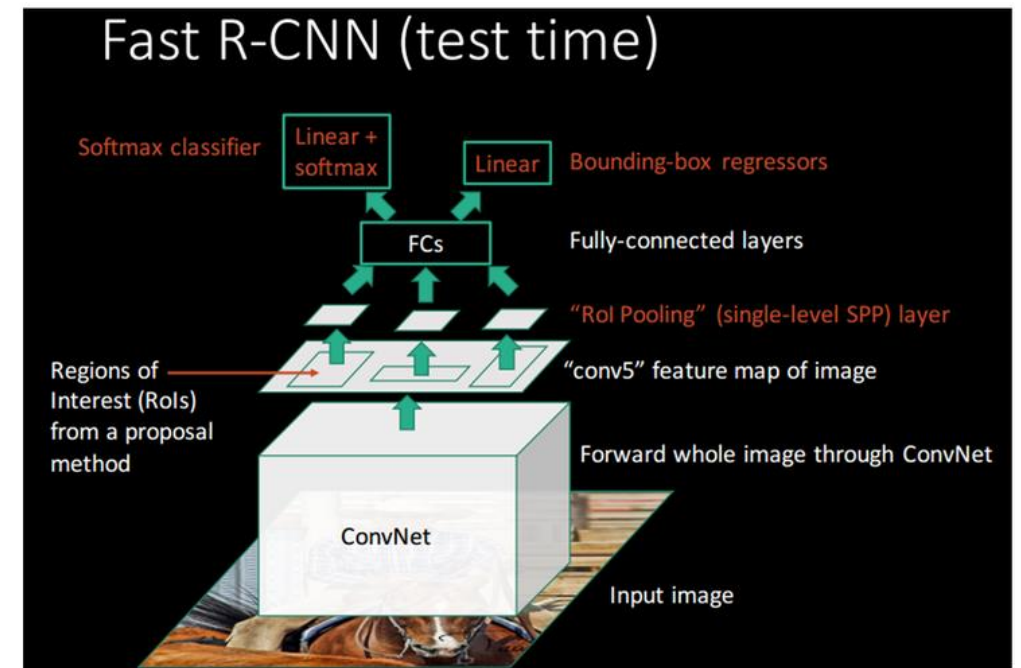 Fast R-CNN (test time)
Softmax classifier
Linear +
softmax
Linear
Bounding-box regressors
FCs
Fully-connected layers
“RoI Pooling” (single-level SPP) layer
Regions of
Interest (RoIs)
from a proposal
method
“conv5” feature map of image
Forward whole image through ConvNet
ConvNet
Input image